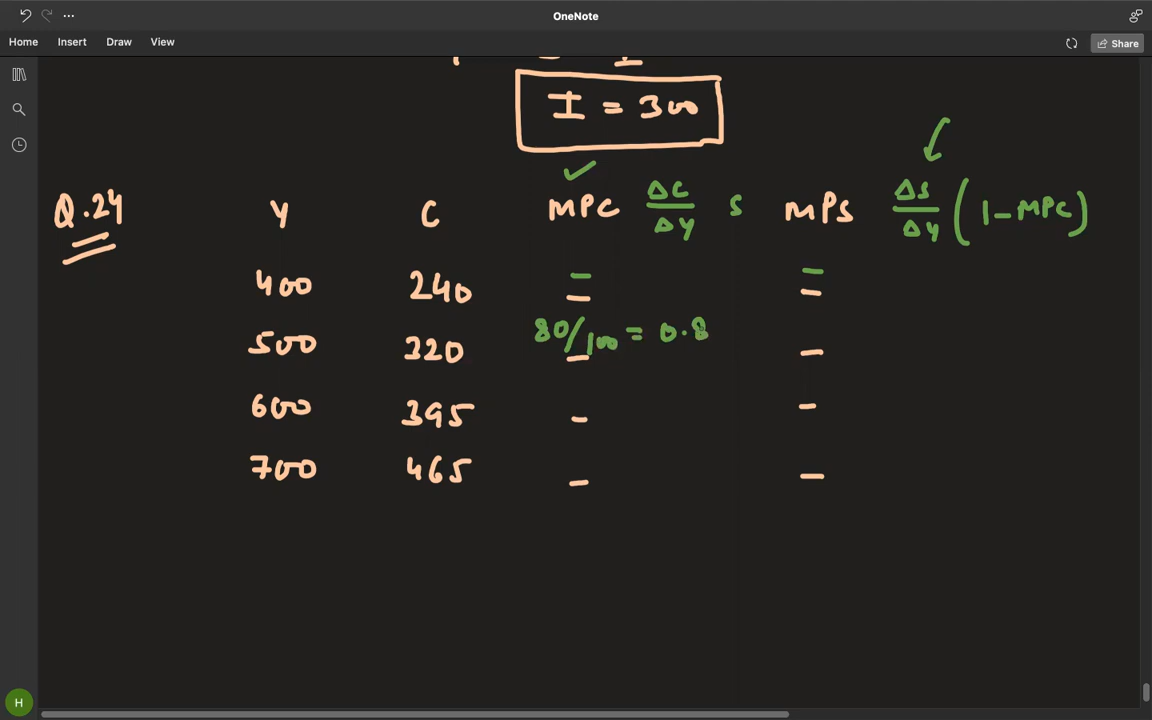 OneNote
Home Insert Draw View Share
I = 300
Q.24 Y C MPC ΔC/ΔY S MPS ΔS/ΔY (1-MPC)
400 240 = =
500 320 80/100 = 0.8 -
-
600 395 - -
700 465 - -
H